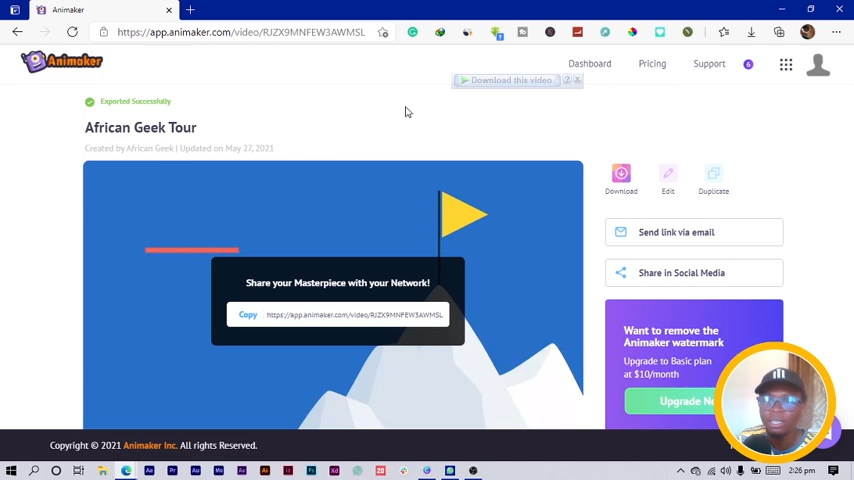 Animaker
https://app.animaker.com/video/RJZX9MNFEW3AWMSL
Animaker
Dashboard
Pricing
Support
6
Download this video
Exported Successfully
African Geek Tour
Created by African Geek | Updated on May 27, 2021
Download
Edit
Duplicate
Send link via email
Share in Social Media
Share your Masterpiece with your Network!
Copy https://app.animaker.com/video/RJZX9MNFEW3AWMSL
Want to remove the
Animaker watermark
Upgrade to Basic plan
at $10/month
Copyright © 2021 Animaker Inc. All rights Reserved.
2:26 pm